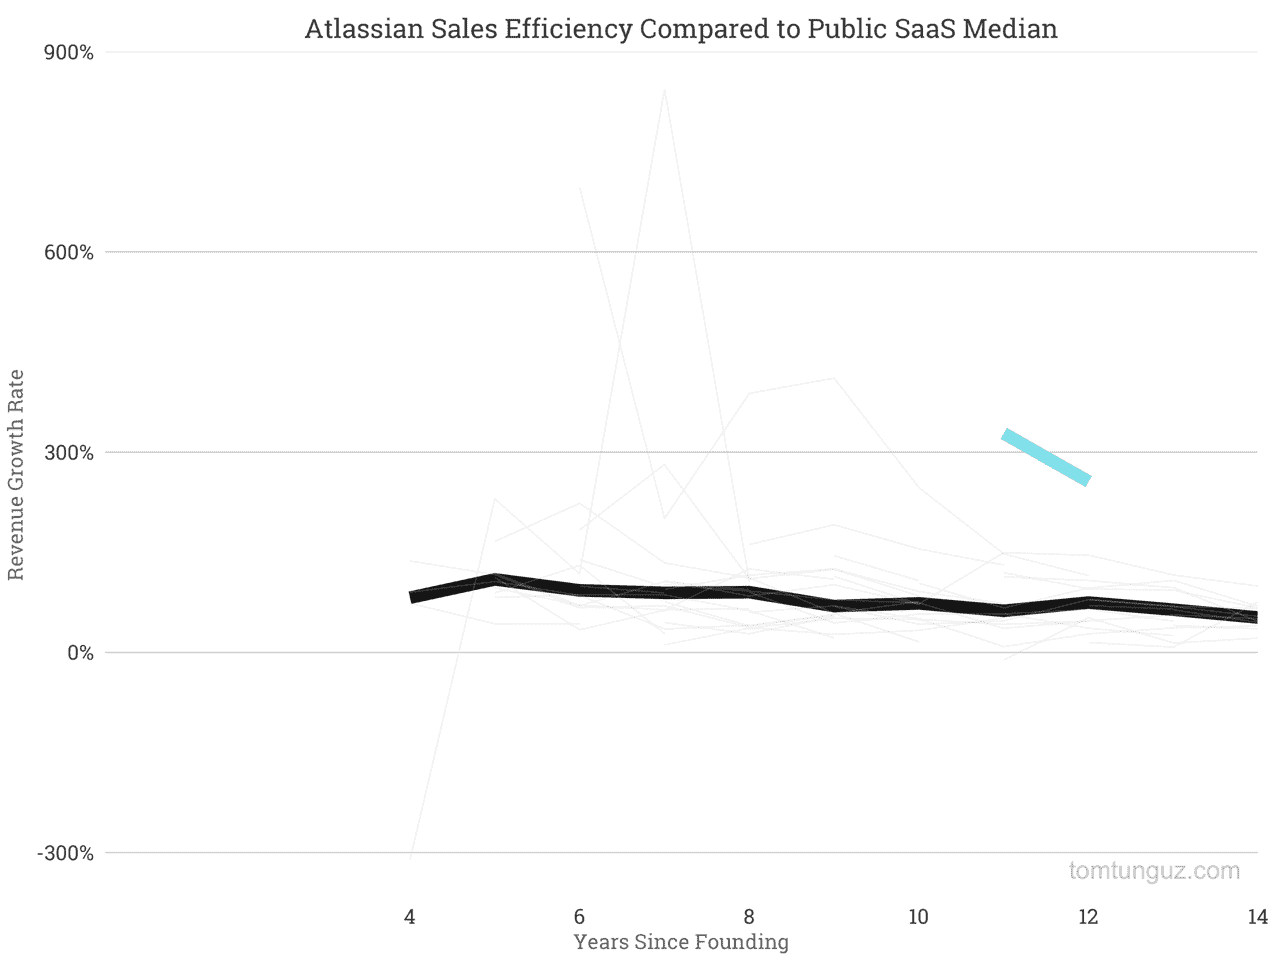 Atlassian Sales Efficiency Compared to Public SaaS Median
900%
600%
300%
0%
-300%
Revenue Growth Rate
tomtunguz.com
4 6 8 10 12 14
Years Since Founding